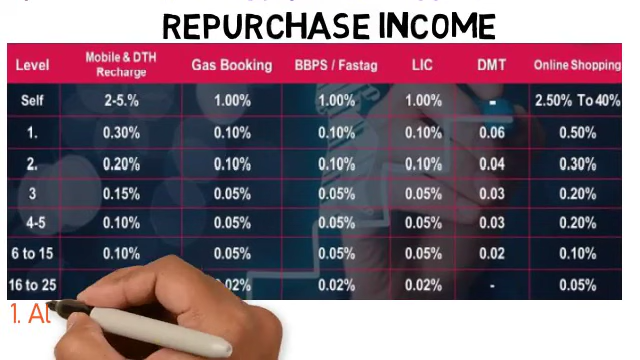 REPURCHASE INCOME
Level Mobile & DTH Recharge Gas Booking BBPS / Fastag LIC DMT Online Shopping
Self 2-5.% 1.00% 1.00% 1.00% - 2.50% To 40%
1. 0.30% 0.10% 0.10% 0.10% 0.06 0.50%
2. 0.20% 0.10% 0.10% 0.10% 0.04 0.30%
3 0.15% 0.05% 0.05% 0.05% 0.03 0.20%
4-5 0.10% 0.05% 0.05% 0.05% 0.03 0.20%
6 to 15 0.10% 0.05% 0.05% 0.05% 0.02 0.10%
16 to 25 0.02% 0.02% 0.02% - 0.05%
1. Al